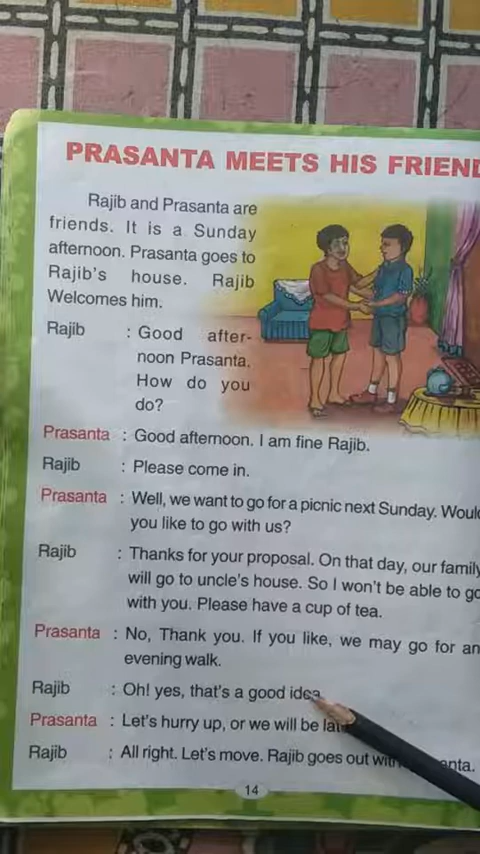 PRASANTA MEETS HIS FRIEND
Rajib and Prasanta are
friends. It is a Sunday
afternoon. Prasanta goes to
Rajib's house. Rajib
Welcomes him.
Rajib : Good after-
noon Prasanta.
How do you
do?
Prasanta : Good afternoon. I am fine Rajib.
Rajib : Please come in.
Prasanta : Well, we want to go for a picnic next Sunday. Would
you like to go with us?
Rajib : Thanks for your proposal. On that day, our family
will go to uncle's house. So I won't be able to go
with you. Please have a cup of tea.
Prasanta : No, Thank you. If you like, we may go for an
evening walk.
Rajib : Oh! yes, that's a good idea
Prasanta : Let's hurry up, or we will be
Rajib : All right. Let's move. Rajib goes out with
14